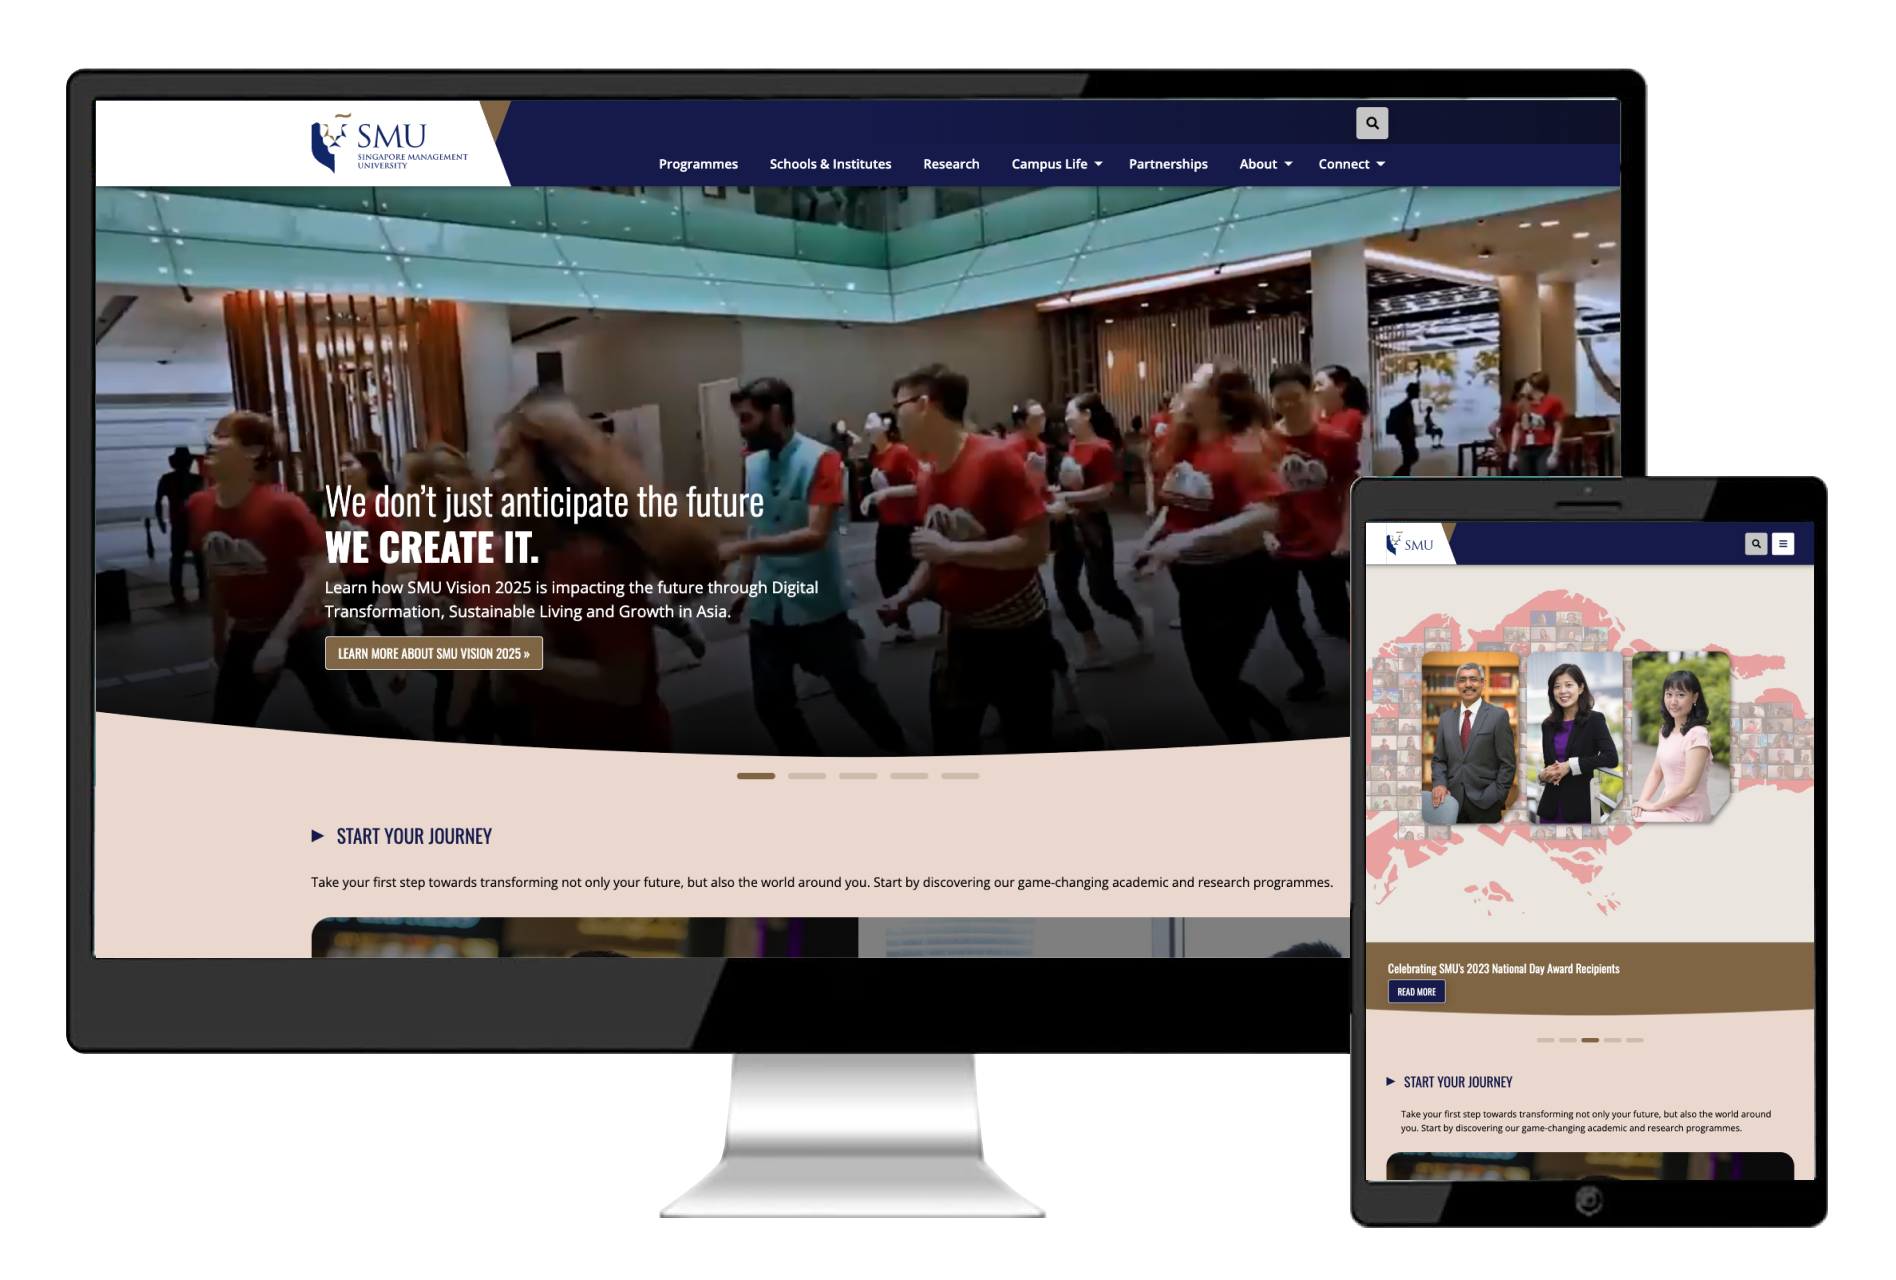 SMU
SINGAPORE MANAGEMENT
UNIVERSITY
Programmes Schools & Institutes Research Campus Life Partnerships About Connect
We don't just anticipate the future
WE CREATE IT.
Learn how SMU Vision 2025 is impacting the future through Digital
Transformation, Sustainable Living and Growth in Asia.
LEARN MORE ABOUT SMU VISION 2025 »
START YOUR JOURNEY
Take your first step towards transforming not only your future, but also the world around you. Start by discovering our game-changing academic and research programmes.
SMU
Celebrating SMU's 2023 National Day Award Recipients
READ MORE
START YOUR JOURNEY
Take your first step towards transforming not only your future, but also the world around
you. Start by discovering our game-changing academic and research programmes.